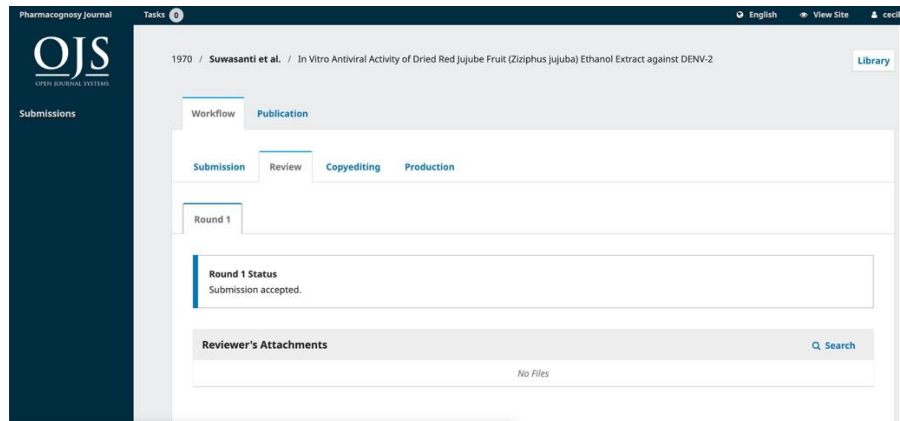 Pharmacognosy Journal Tasks 0 English View Site cecil
OJS
OPEN JOURNAL SYSTEMS
Submissions
1970 / Suwasanti et al. / In Vitro Antiviral Activity of Dried Red Jujube Fruit (Ziziphus jujuba) Ethanol Extract against DENV-2
Library
Workflow Publication
Submission Review Copyediting Production
Round 1
Round 1 Status
Submission accepted.
Reviewer's Attachments Search
No Files